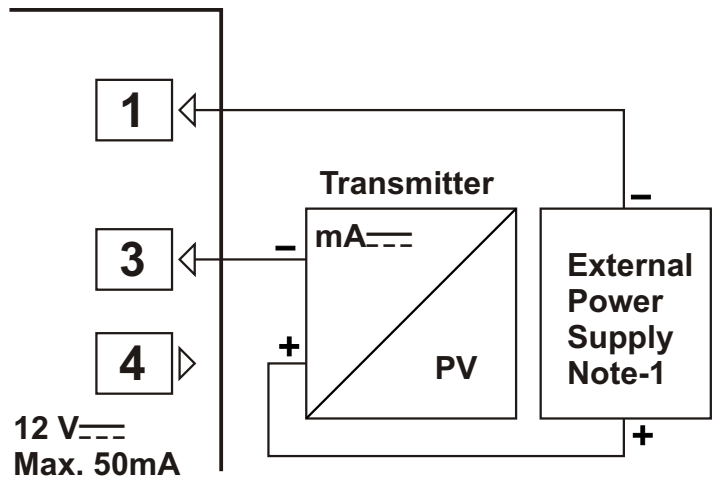 1
Transmitter
−
− mA
3
External
Power
Supply
Note-1
+
4
PV
12 V
+
Max. 50mA